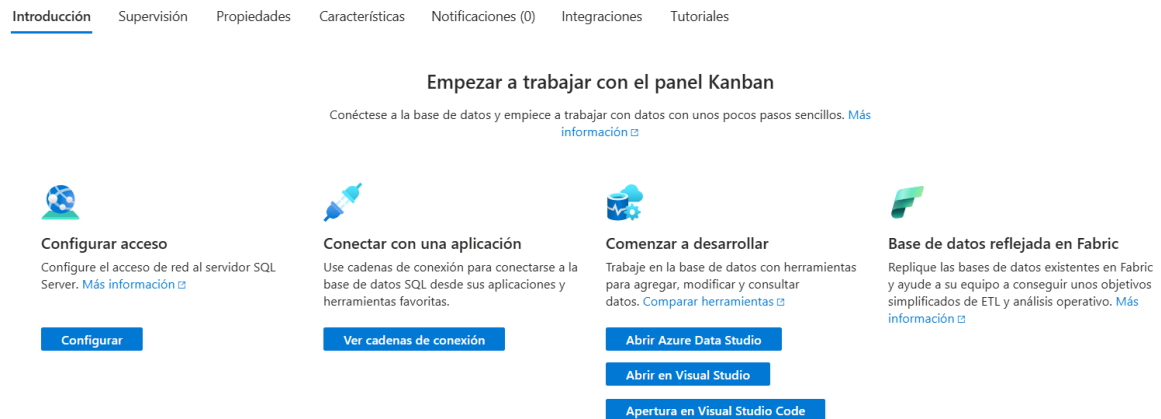 Introducción Supervisión Propiedades Características Notificaciones (0) Integraciones Tutoriales
Empezar a trabajar con el panel Kanban
Conéctese a la base de datos y empiece a trabajar con datos con unos pocos pasos sencillos. Más
información
Configurar acceso
Configure el acceso de red al servidor SQL
Server. Más información
Configurar
Conectar con una aplicación
Use cadenas de conexión para conectarse a la
base de datos SQL desde sus aplicaciones y
herramientas favoritas.
Ver cadenas de conexión
Comenzar a desarrollar
Trabaje en la base de datos con herramientas
para agregar, modificar y consultar
datos. Comparar herramientas
Abrir Azure Data Studio
Abrir en Visual Studio
Apertura en Visual Studio Code
Base de datos reflejada en Fabric
Replique las bases de datos existentes en Fabric
y ayude a su equipo a conseguir unos objetivos
simplificados de ETL y análisis operativo. Más
información